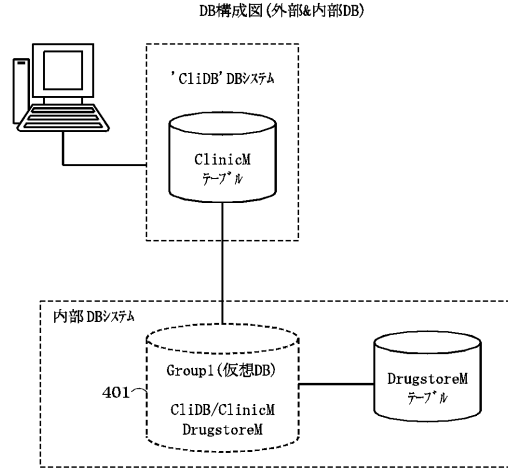 DB構成図(外部&内部DB)
'CliDB' DBシステム
ClinicM
テーブル
内部DBシステム
Group1(仮想DB)
401
CliDB/ClinicM
DrugstoreM
DrugstoreM
テーブル